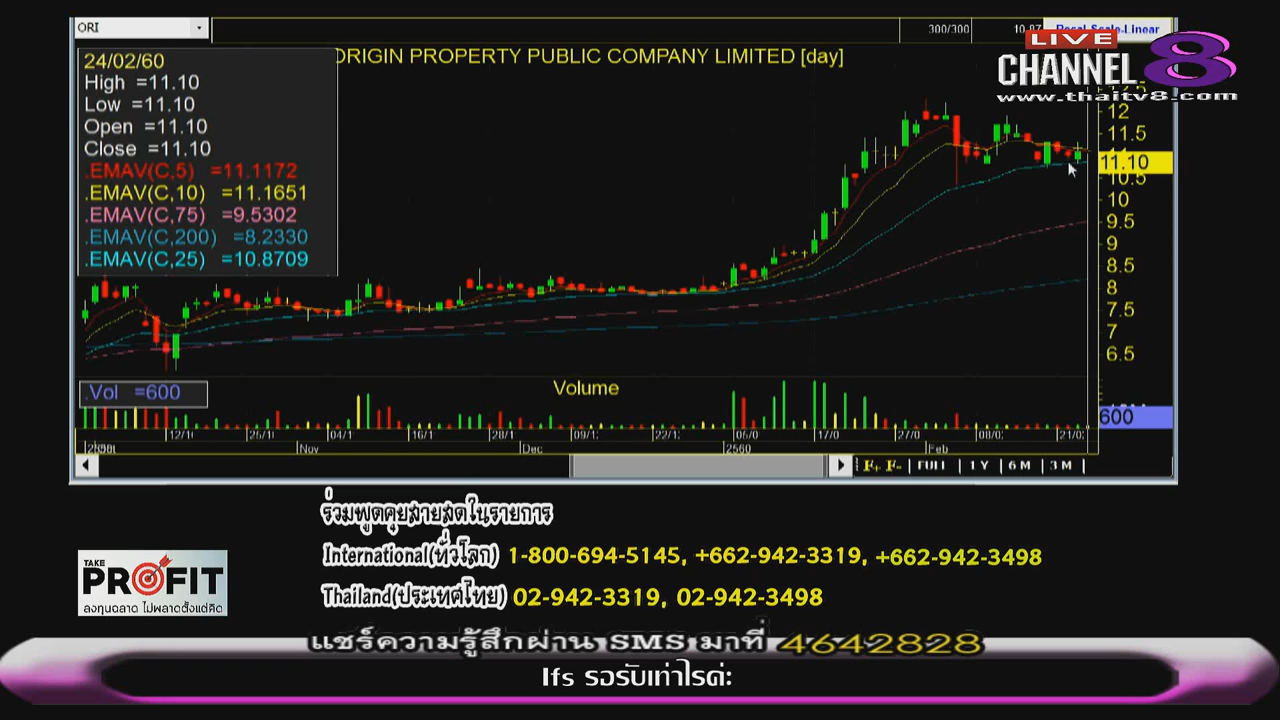 ORI
300/300
10.87
LIVE
CHANNEL 8
www.thaitv8.com
ORIGIN PROPERTY PUBLIC COMPANY LIMITED [day]
24/02/60
High =11.10
Low =11.10
Open =11.10
Close =11.10
.EMAV(C,5) =11.1172
.EMAV(C,10) =11.1651
.EMAV(C,75) =9.5302
.EMAV(C,200) =8.2330
.EMAV(C,25) =10.8709
12
11.5
11.10
10.5
10
9.5
9
8.5
8
7.5
7
6.5
.Vol =600
Volume
600
12/1 25/1 04/1 16/1 28/1 09/1 22/1 06/0 17/0 27/0 08/0 21/0
Nov Dec 2560 Feb
F+ F- FULL 1 Y 6 M 3 M
ร่วมพูดคุยสายสดในรายการ
International(ทั่วโลก) 1-800-694-5145, +662-942-3319, +662-942-3498
TAKE PROFIT
ลงทุนฉลาด ไม่พลาดตั้งแต่คิด
Thailand(ประเทศไทย) 02-942-3319, 02-942-3498
แชร์ความรู้สึกผ่าน SMS มาที่ 4642828
Ifs รอรับเท่าไรค่ะ